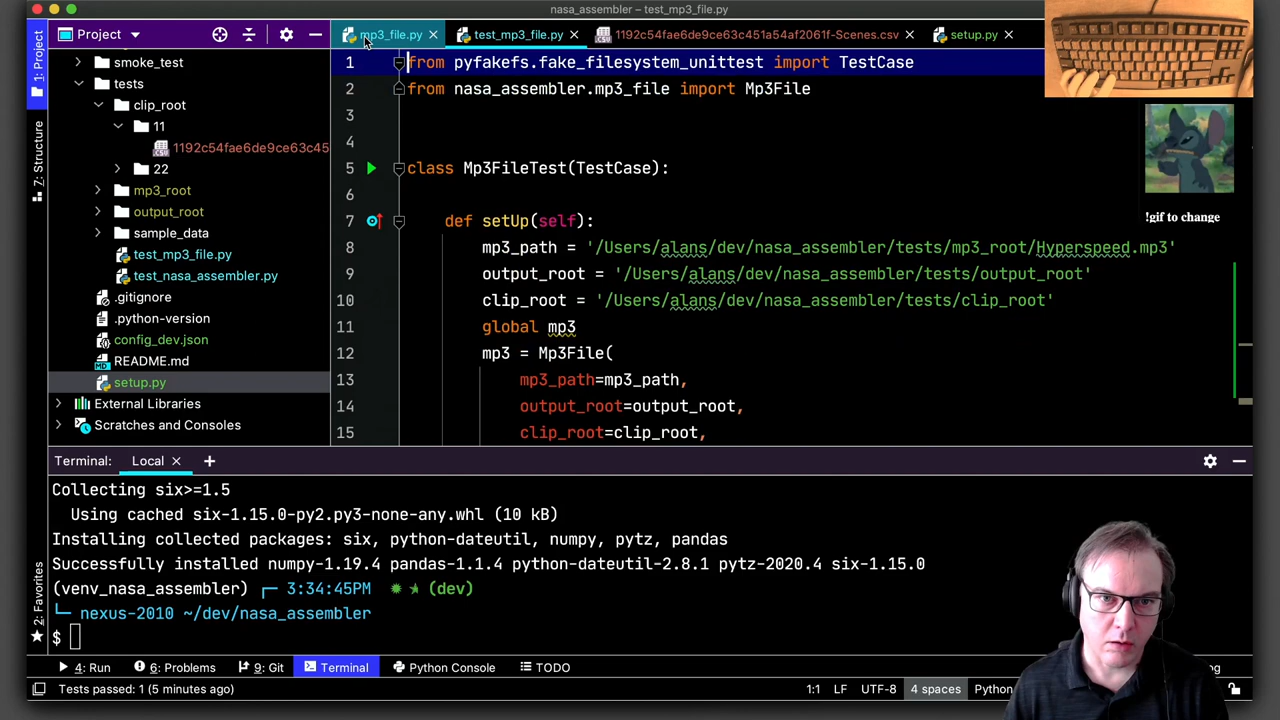 nasa_assembler – test_mp3_file.py
Project
mp3_file.py
test_mp3_file.py
1192c54fae6de9ce63c451a54af2061f-Scenes.csv
setup.py
1: Project
7: Structure
2: Favorites
smoke_test
tests
clip_root
11
1192c54fae6de9ce63c45
22
mp3_root
output_root
sample_data
test_mp3_file.py
test_nasa_assembler.py
.gitignore
.python-version
config_dev.json
README.md
setup.py
External Libraries
Scratches and Consoles
1 from pyfakefs.fake_filesystem_unittest import TestCase
2 from nasa_assembler.mp3_file import Mp3File
3
4
5 class Mp3FileTest(TestCase):
6
7 def setUp(self):
8 mp3_path = '/Users/alans/dev/nasa_assembler/tests/mp3_root/Hyperspeed.mp3'
9 output_root = '/Users/alans/dev/nasa_assembler/tests/output_root'
10 clip_root = '/Users/alans/dev/nasa_assembler/tests/clip_root'
11 global mp3
12 mp3 = Mp3File(
13 mp3_path=mp3_path,
14 output_root=output_root,
15 clip_root=clip_root,
!gif to change
Terminal: Local
Collecting six>=1.5
Using cached six-1.15.0-py2.py3-none-any.whl (10 kB)
Installing collected packages: six, python-dateutil, numpy, pytz, pandas
Successfully installed numpy-1.19.4 pandas-1.1.4 python-dateutil-2.8.1 pytz-2020.4 six-1.15.0
(venv_nasa_assembler) 3:34:45PM (dev)
nexus-2010 ~/dev/nasa_assembler
$
4: Run
6: Problems
9: Git
Terminal
Python Console
TODO
Tests passed: 1 (5 minutes ago)
1:1
LF
UTF-8
4 spaces
Python